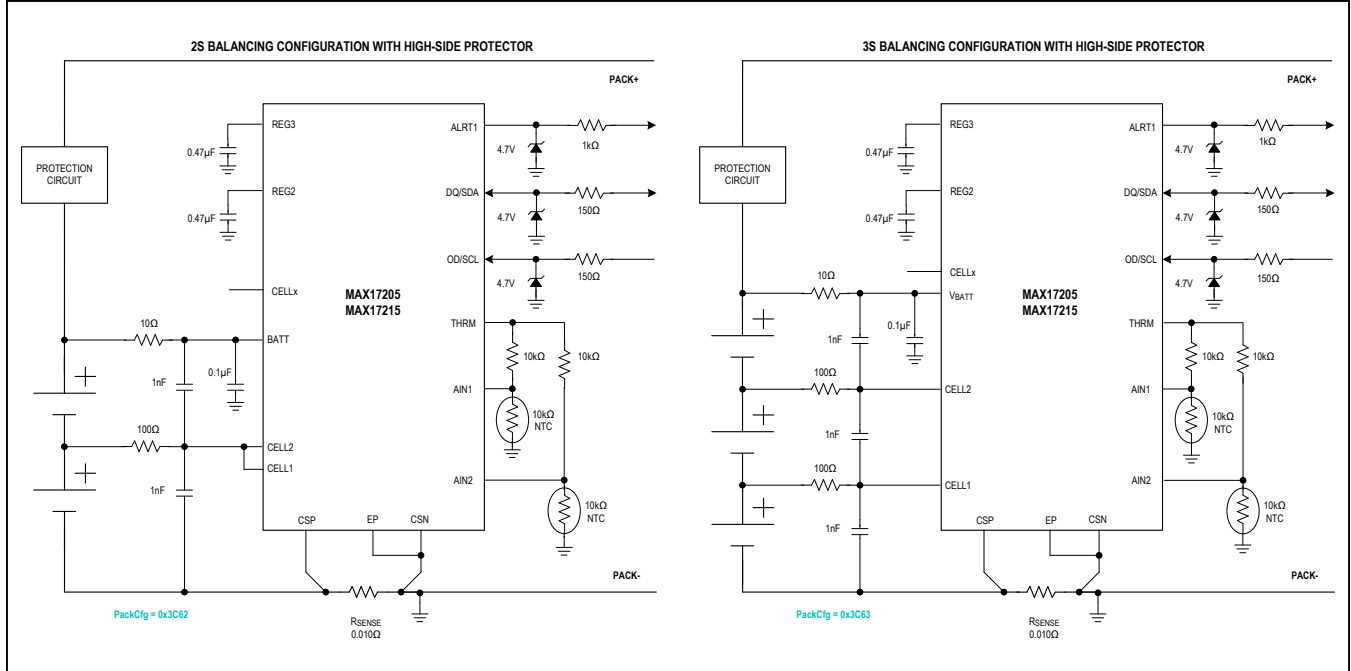 2S BALANCING CONFIGURATION WITH HIGH-SIDE PROTECTOR
PACK+
REG3
ALRT1
0.47µF
4.7V
1kΩ
PROTECTION
CIRCUIT
REG2
DQ/SDA
0.47µF
4.7V
150Ω
OD/SCL
4.7V
150Ω
CELLx
MAX17205
MAX17215
10Ω
THRM
BATT
10kΩ
10kΩ
1nF
0.1µF
AIN1
100Ω
10kΩ
NTC
CELL2
CELL1
1nF
AIN2
10kΩ
NTC
CSP
EP
CSN
PACK-
PackCfg = 0x3C62
RSENSE
0.010Ω
3S BALANCING CONFIGURATION WITH HIGH-SIDE PROTECTOR
PACK+
REG3
ALRT1
0.47µF
4.7V
1kΩ
PROTECTION
CIRCUIT
REG2
DQ/SDA
0.47µF
4.7V
150Ω
OD/SCL
CELLx
4.7V
150Ω
10Ω
VBATT
MAX17205
MAX17215
0.1µF
THRM
1nF
10kΩ
10kΩ
100Ω
CELL2
AIN1
10kΩ
NTC
1nF
100Ω
CELL1
AIN2
10kΩ
NTC
1nF
CSP
EP
CSN
PACK-
PackCfg = 0x3C63
RSENSE
0.010Ω